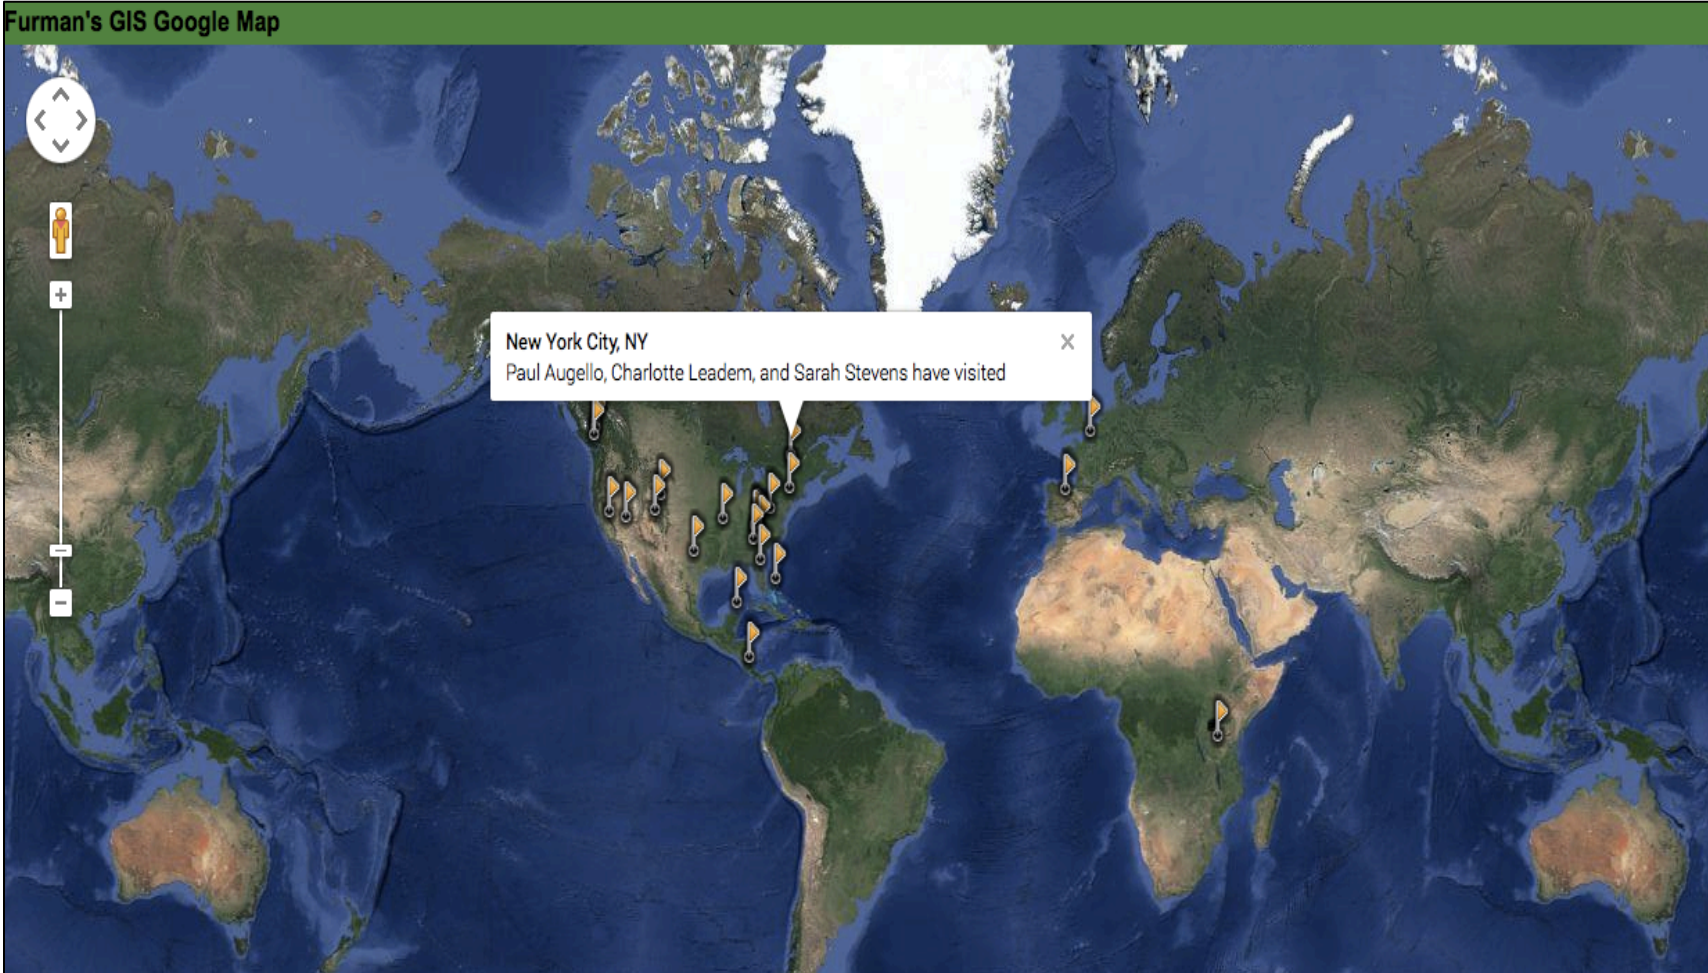 Furman's GIS Google Map
New York City, NY
Paul Augello, Charlotte Leadem, and Sarah Stevens have visited